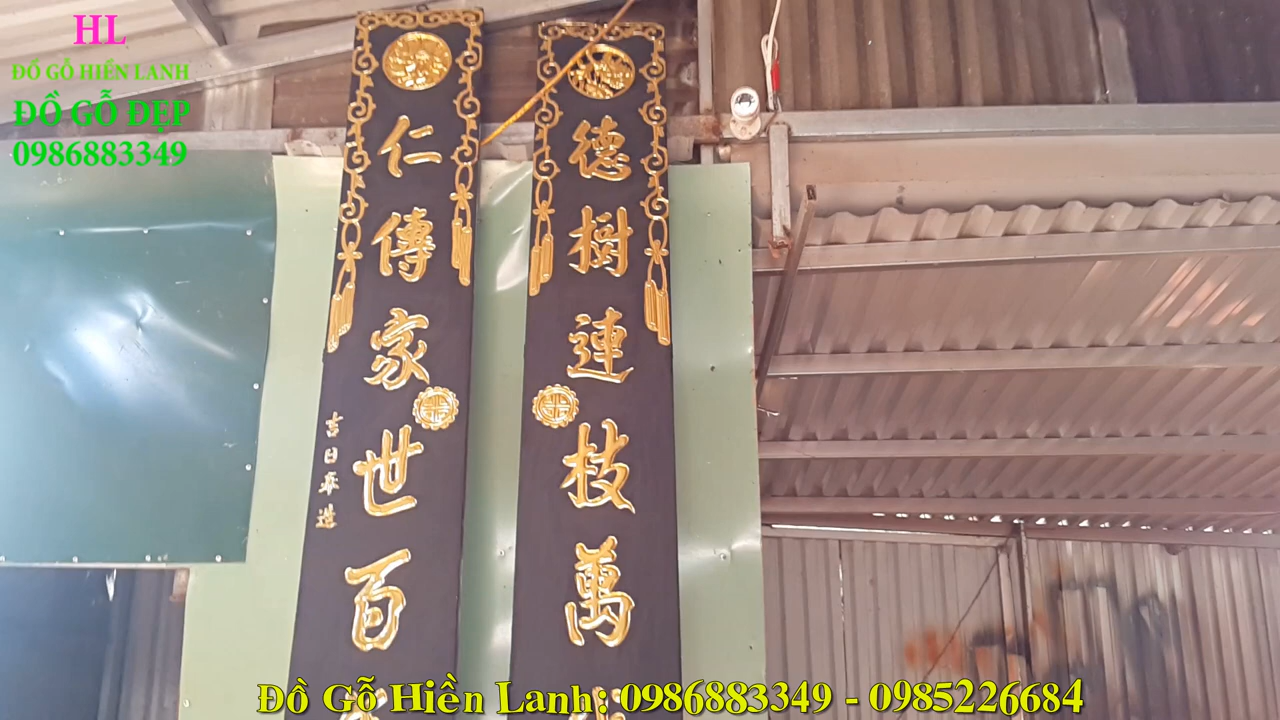 HL
ĐỒ GỖ HIỀN LANH
ĐỒ GỖ ĐẸP
0986883349
德樹連技萬
仁傳家世百
吉日奉造
Đồ Gỗ Hiền Lanh: 0986883349 - 0985226684